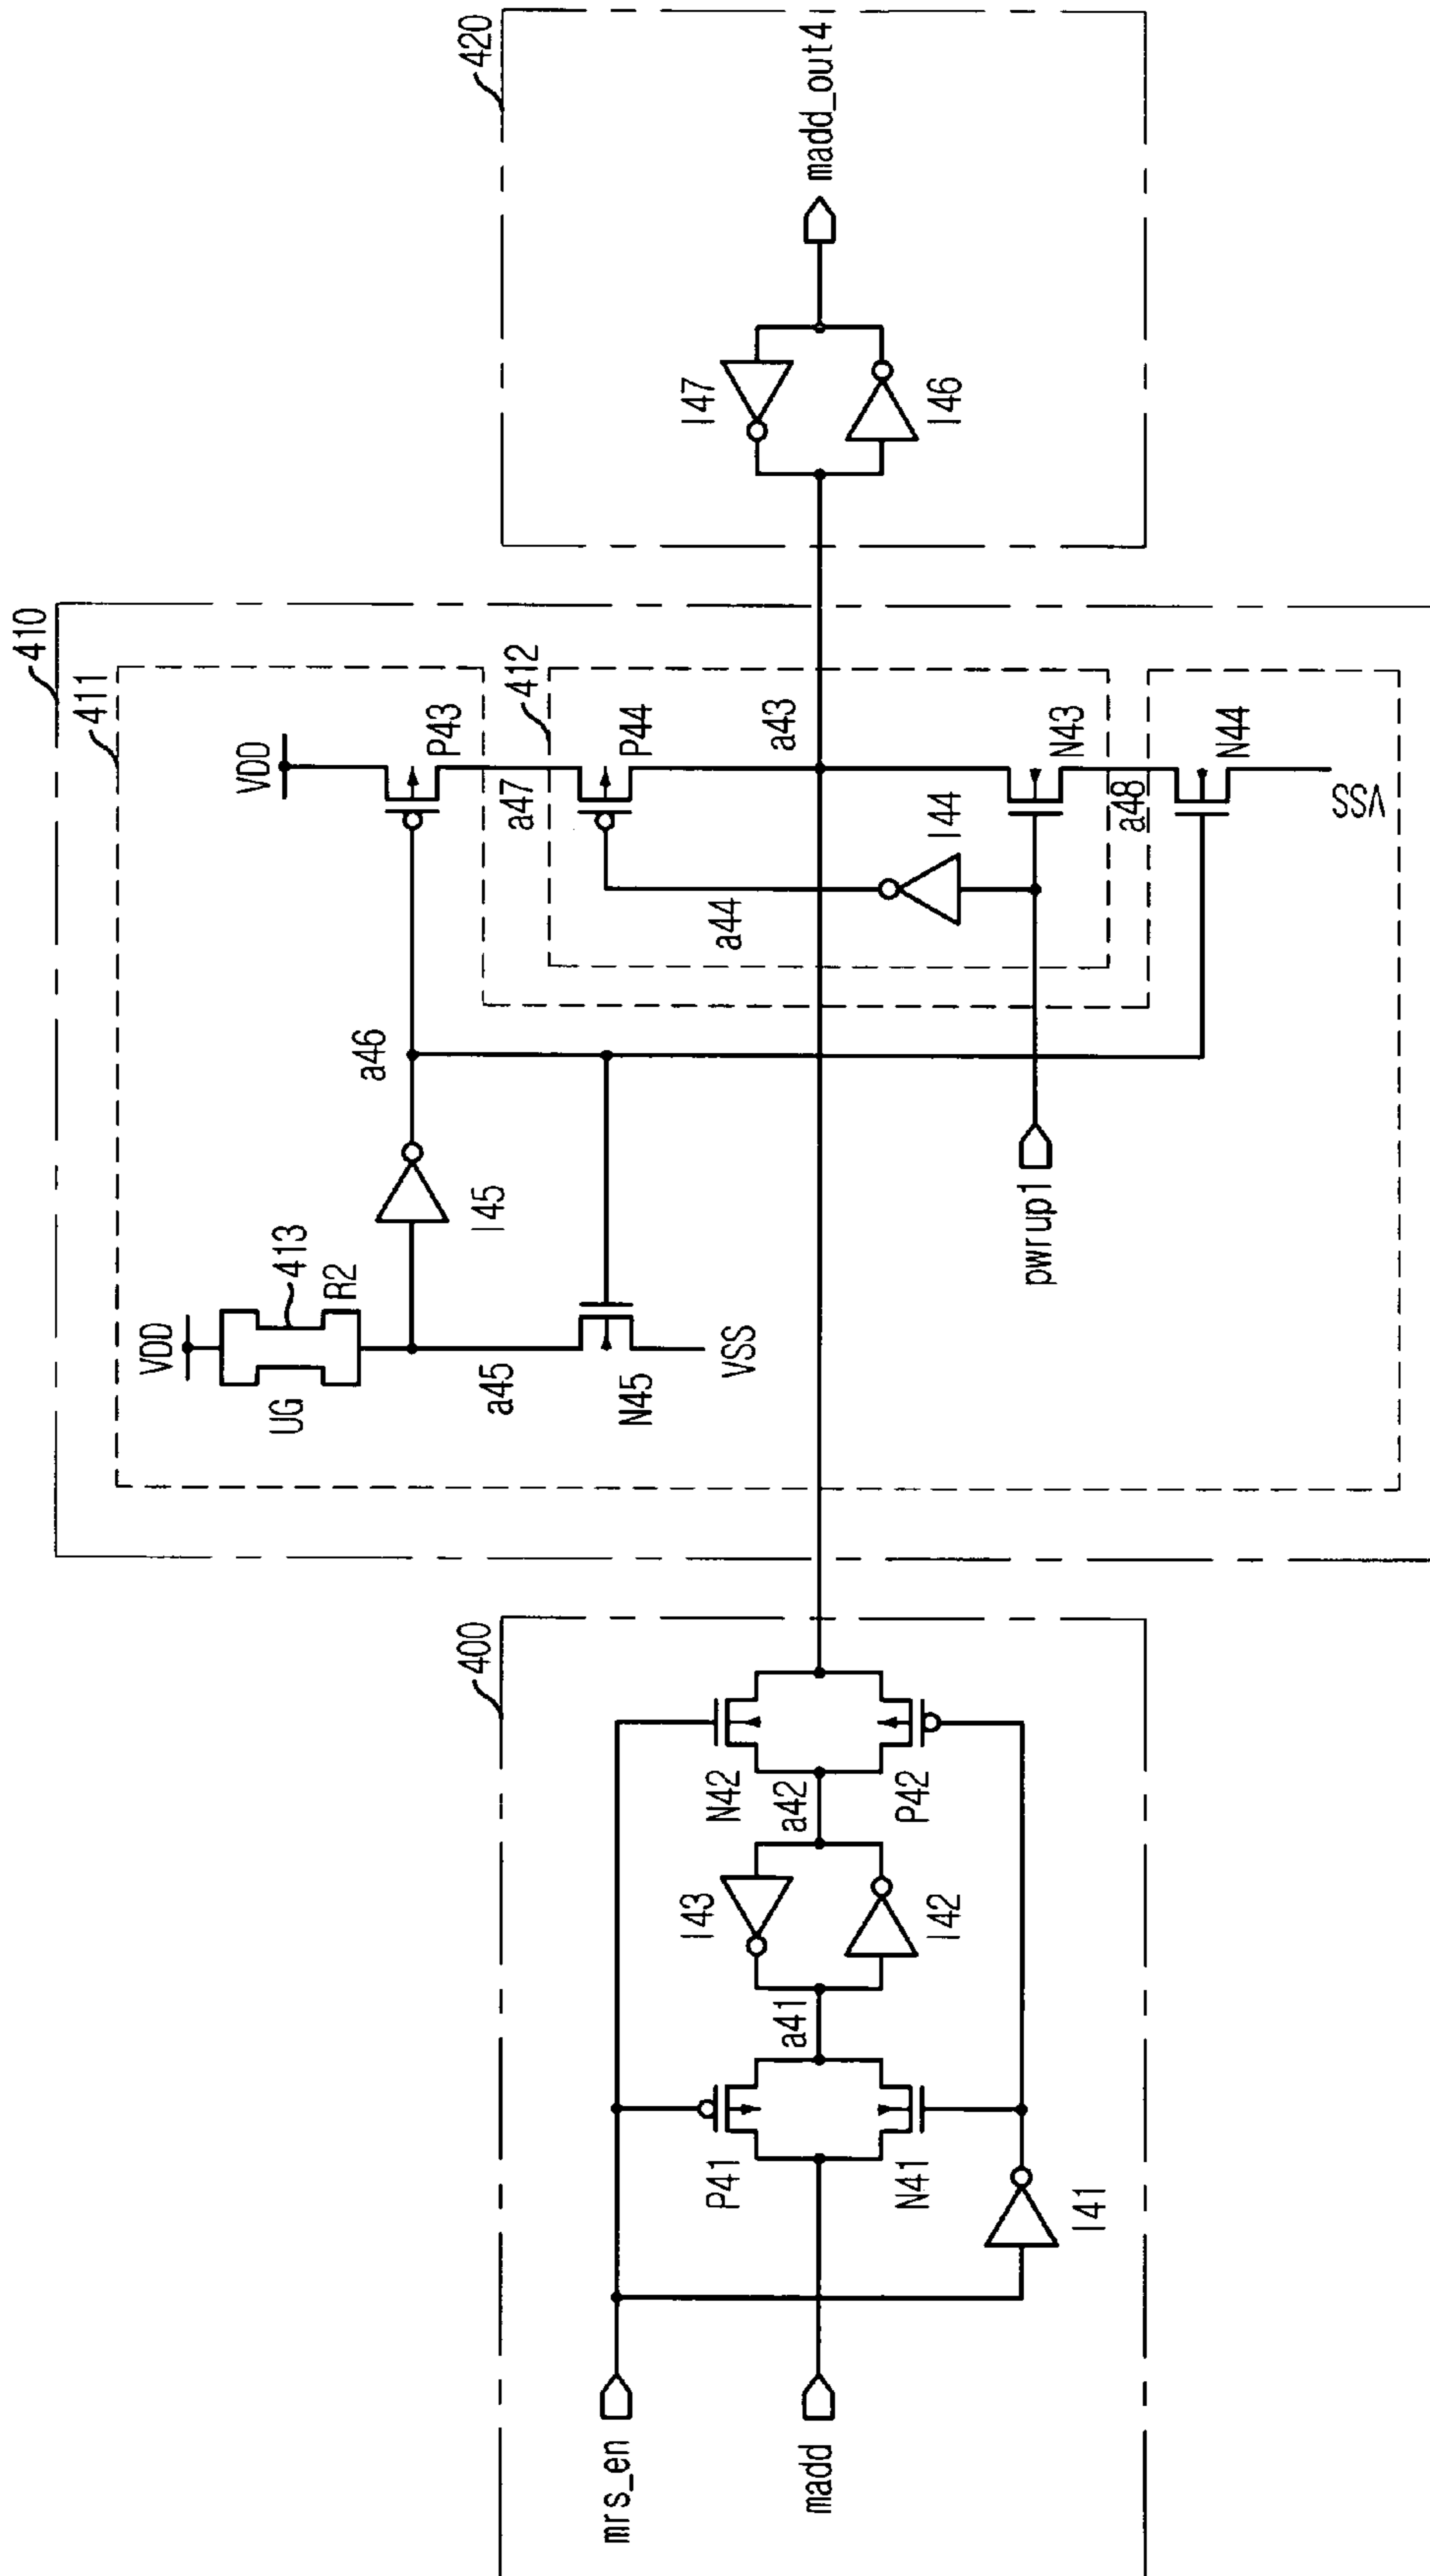 400
mrs_en
madd
P41
N41
I41
a41
I43
I42
a42
N42
P42
410
411
VDD
UG
413
R2
a45
N45
VSS
I45
a46
VDD
P43
a47
412
P44
a44
I44
a43
N43
a48
N44
VSS
pwrup1
420
I47
I46
madd_out4